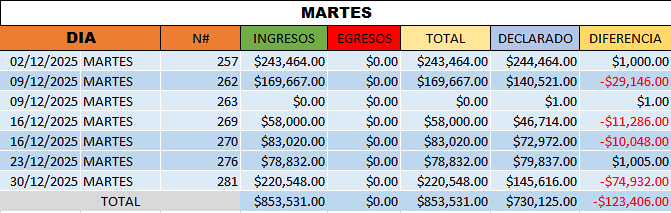 MARTES
DIA N# INGRESOS EGRESOS TOTAL DECLARADO DIFERENCIA
02/12/2025 MARTES 257 $243,464.00 $0.00 $243,464.00 $244,464.00 $1,000.00
09/12/2025 MARTES 262 $169,667.00 $0.00 $169,667.00 $140,521.00 -$29,146.00
09/12/2025 MARTES 263 $0.00 $0.00 $0.00 $1.00 $1.00
16/12/2025 MARTES 269 $58,000.00 $0.00 $58,000.00 $46,714.00 -$11,286.00
16/12/2025 MARTES 270 $83,020.00 $0.00 $83,020.00 $72,972.00 -$10,048.00
23/12/2025 MARTES 276 $78,832.00 $0.00 $78,832.00 $79,837.00 $1,005.00
30/12/2025 MARTES 281 $220,548.00 $0.00 $220,548.00 $145,616.00 -$74,932.00
TOTAL $853,531.00 $0.00 $853,531.00 $730,125.00 -$123,406.00